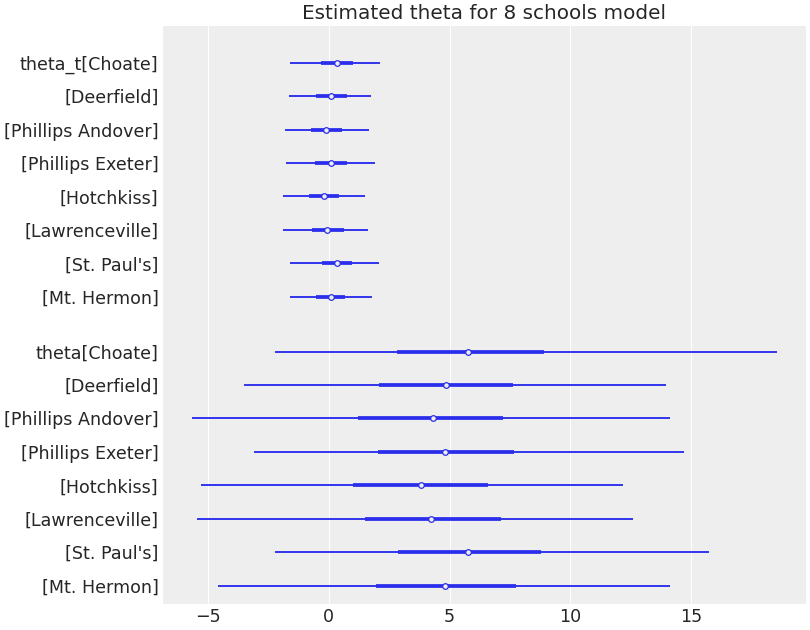 Estimated theta for 8 schools model
theta_t[Choate]
[Deerfield]
[Phillips Andover]
[Phillips Exeter]
[Hotchkiss]
[Lawrenceville]
[St. Paul's]
[Mt. Hermon]
theta[Choate]
[Deerfield]
[Phillips Andover]
[Phillips Exeter]
[Hotchkiss]
[Lawrenceville]
[St. Paul's]
[Mt. Hermon]
−5 0 5 10 15